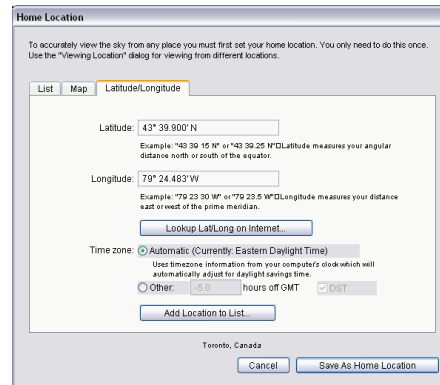 Home Location
To accurately view the sky from any place you must first set your home location. You only need to do this once.
Use the "Viewing Location" dialog for viewing from different locations.
List Map Latitude/Longitude
Latitude: 43° 39.900' N
Example: "43 39 15 N" or "43 39.25 N"□Latitude measures your angular
distance north or south of the equator.
Longitude: 79° 24.483' W
Example: "79 23 30 W" or "79 23.5 W"□Longitude measures your distance
east or west of the prime meridian.
Lookup Lat/Long on Internet...
Time zone: Automatic (Currently: Eastern Daylight Time)
Uses timezone information from your computer's clock which will
automatically adjust for daylight savings time.
Other: -5.0 hours off GMT DST
Add Location to List...
Toronto, Canada
Cancel Save As Home Location